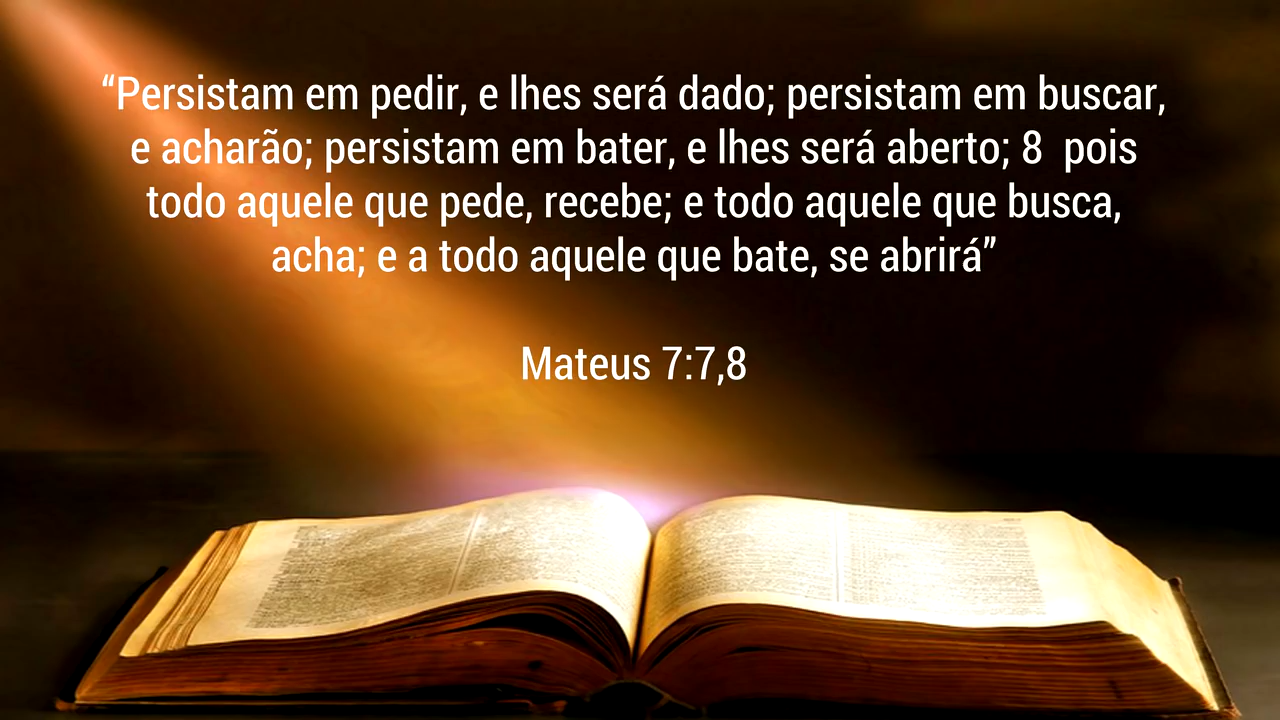 “Persistam em pedir, e lhes será dado; persistam em buscar,
e acharão; persistam em bater, e lhes será aberto; 8  pois
todo aquele que pede, recebe; e todo aquele que busca,
acha; e a todo aquele que bate, se abrirá”
Mateus 7:7,8